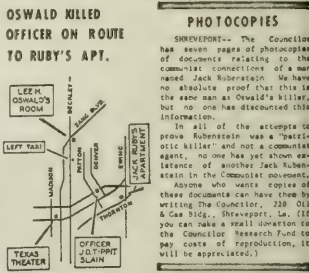 OSWALD KILLED
OFFICER ON ROUTE
TO RUBY'S APT.
LEE H.
OSWALD'S
ROOM
BECKLEY
ZANG BLVD.
LEFT TAXI
MADISON
PATTON
DENVER
EWING
JACK RUBY'S
APARTMENT
THORNTON
TEXAS
THEATER
OFFICER
J.D. TIPPIT
SLAIN
PHOTOCOPIES
SHREVEPORT-- The Councilor
has seven pages of photocopies
of documents relating to the
communist connections of a man
named Jack Rubenstein We have
no absolute proof that this is
the same man as Oswald's killer,
but no one has discounted this
information.
In all of the attempts to
prove Rubenstein was a "patri-
otic killer" and not a communist
agent, no one has yet shown ex-
istence of another Jack Ruben-
stein in the Communist movement.
Anyone who wants copies of
these documents can have them by
writing The Councilor, 228 Oil
& Gas Bldg., Shreveport, La. (If
you can make a small donation to
the Councilor Research Fund to
pay costs of reproduction, it
will be appreciated.)